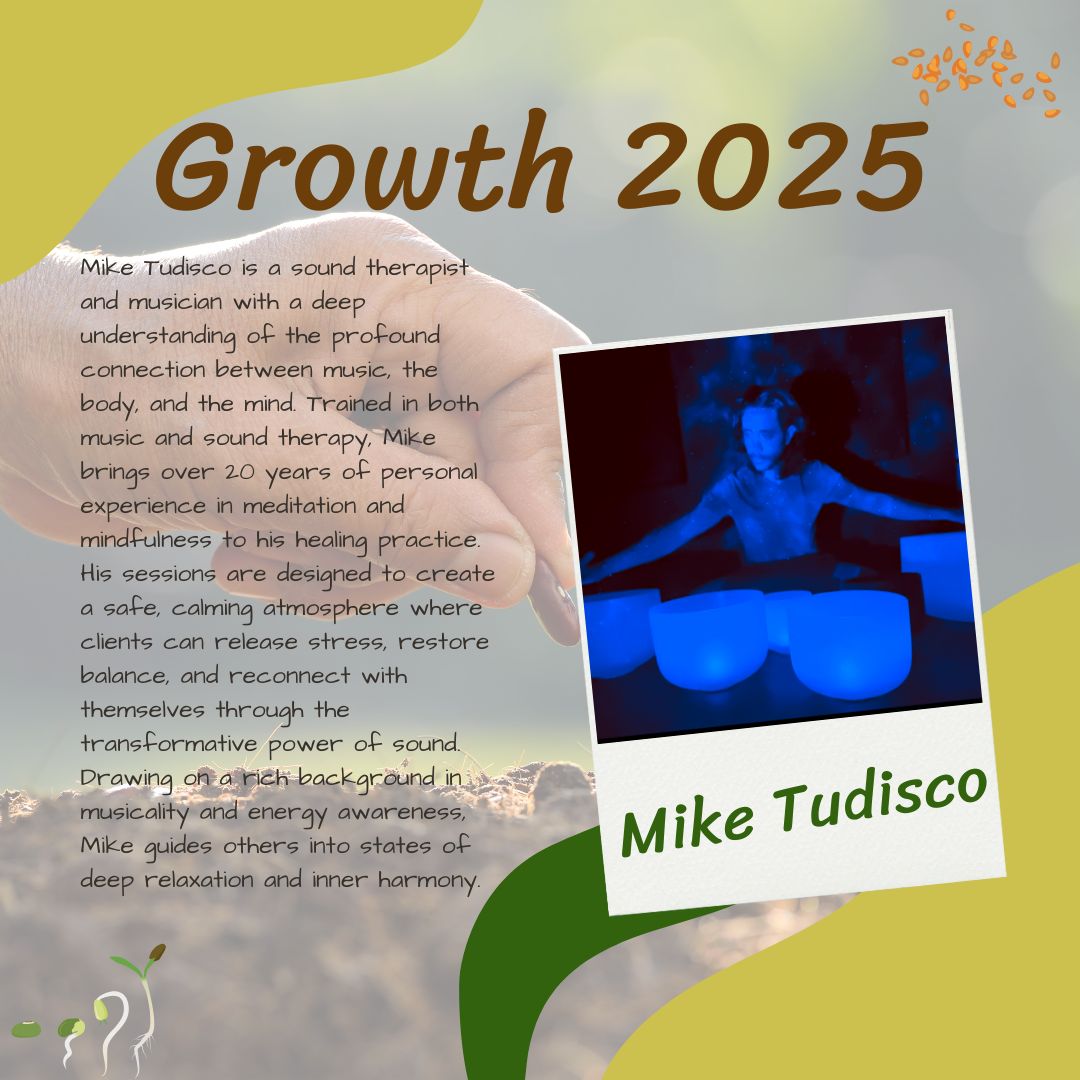 Growth 2025
Mike Tudisco is a sound therapist
and musician with a deep
understanding of the profound
connection between music, the
body, and the mind. Trained in both
music and sound therapy, Mike
brings over 20 years of personal
experience in meditation and
mindfulness to his healing practice.
His sessions are designed to create
a safe, calming atmosphere where
clients can release stress, restore
balance, and reconnect with
themselves through the
transformative power of sound.
Drawing on a rich background in
musicality and energy awareness,
Mike guides others into states of
deep relaxation and inner harmony.
Mike Tudisco